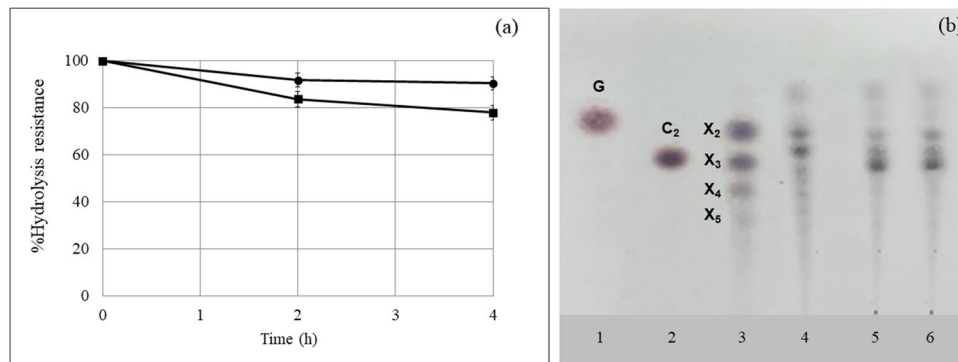 (a)
100
80
60
40
20
0
%Hydrolysis resistance
0 1 2 3 4
Time (h)
(b)
G
C₂
X₂
X₃
X₄
X₅
1 2 3 4 5 6